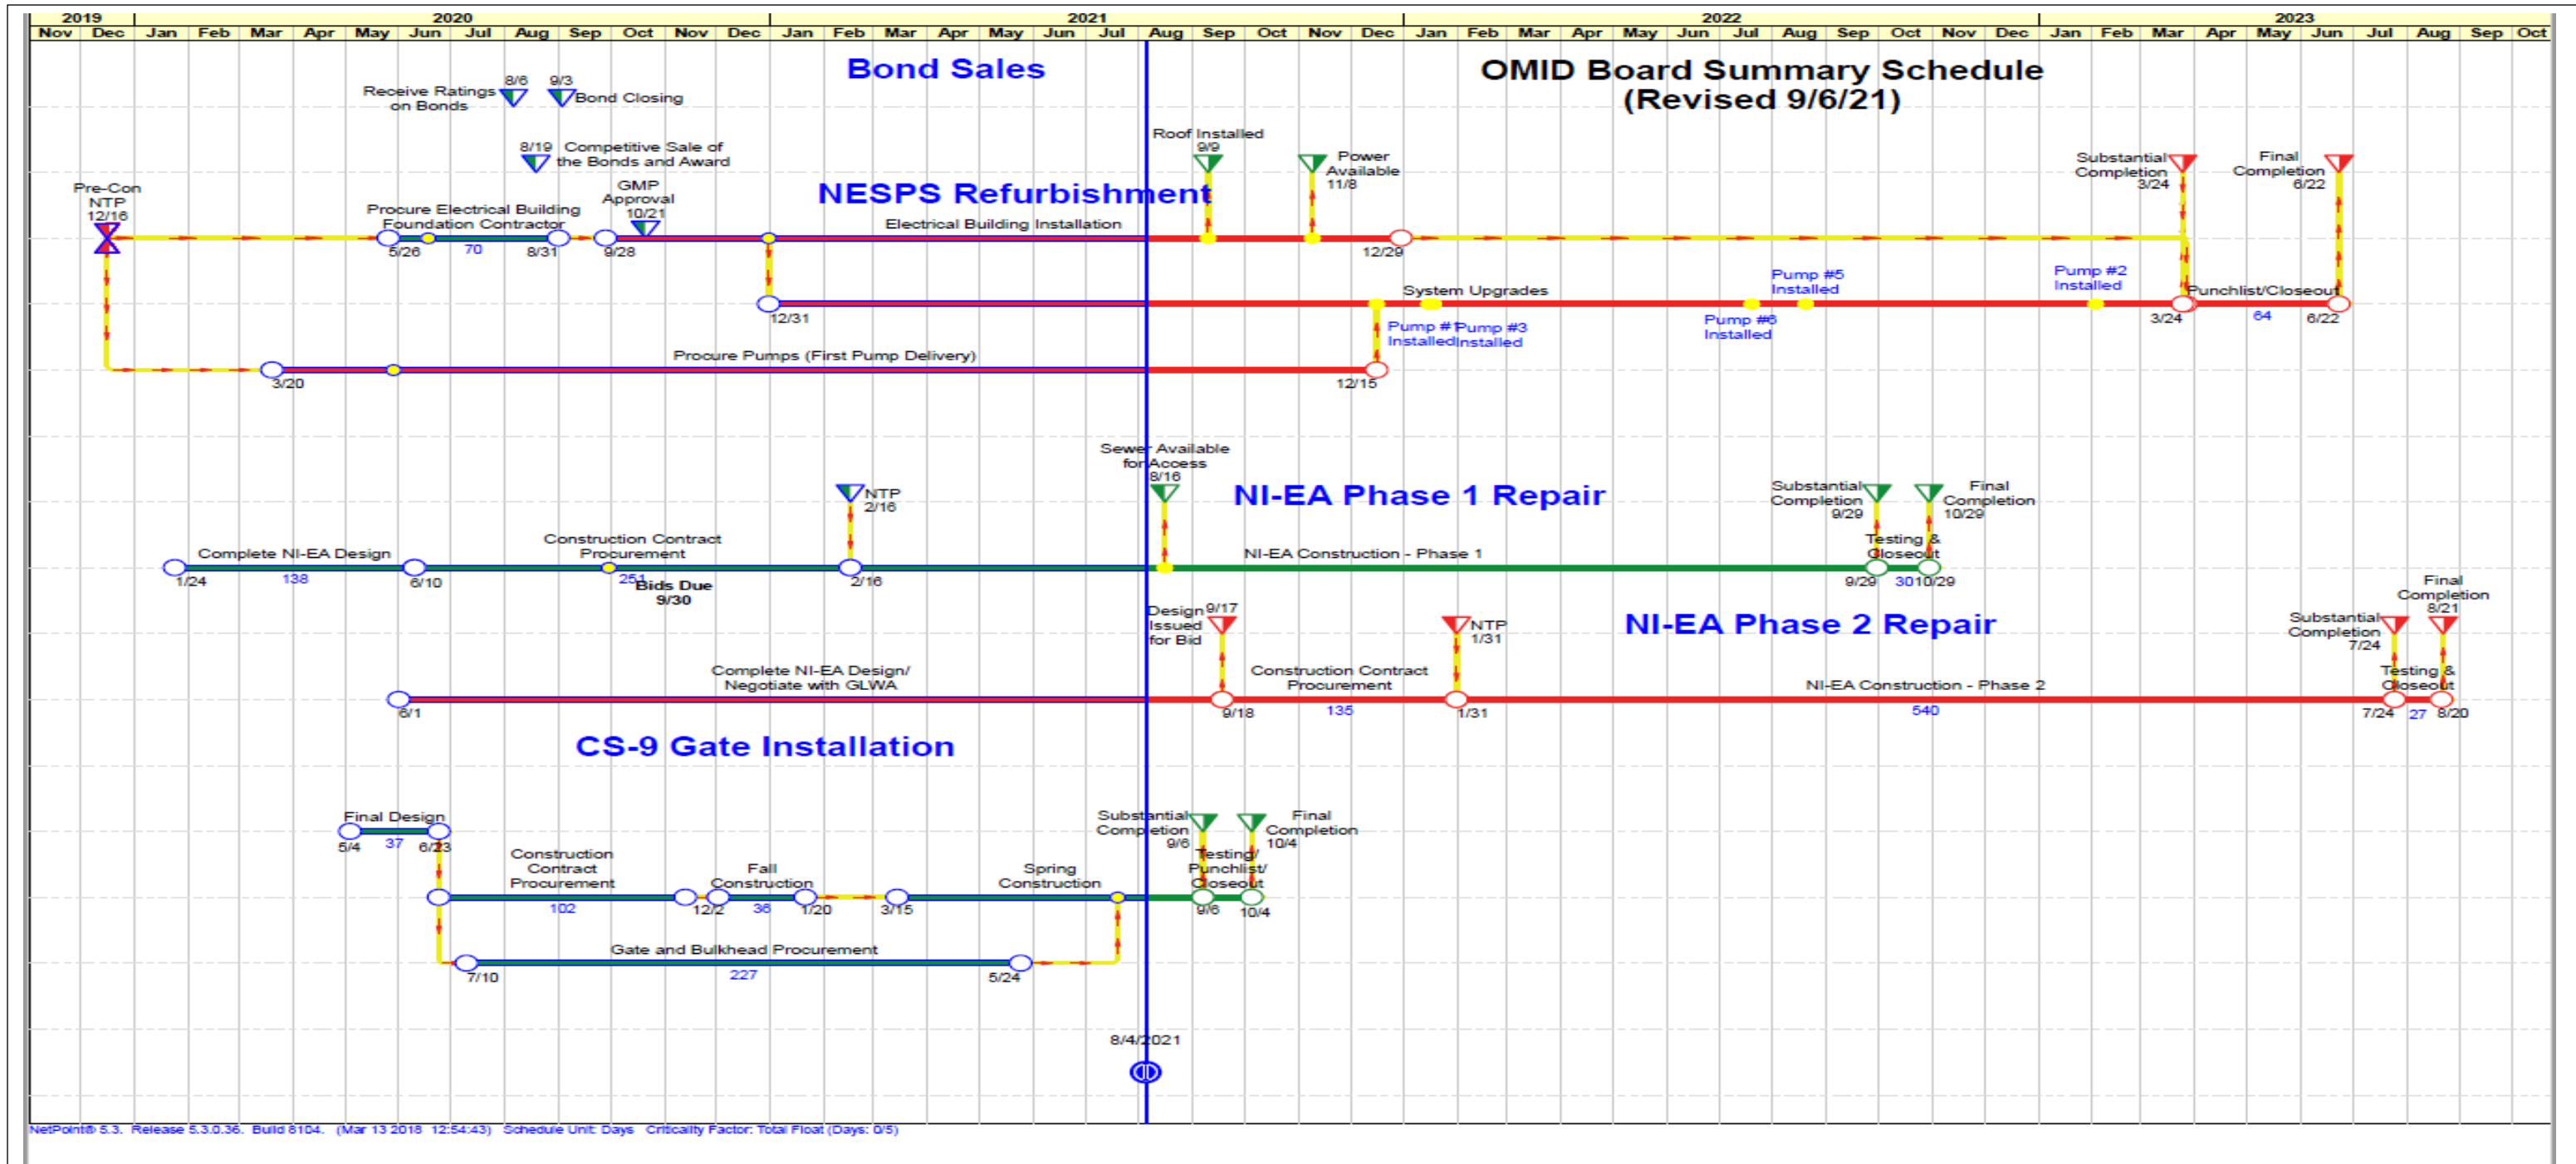 2019 2020 2021 2022 2023
Nov Dec Jan Feb Mar Apr May Jun Jul Aug Sep Oct Nov Dec Jan Feb Mar Apr May Jun Jul Aug Sep Oct Nov Dec Jan Feb Mar Apr May Jun Jul Aug Sep Oct Nov Dec Jan Feb Mar Apr May Jun Jul Aug Sep Oct
Bond Sales
OMID Board Summary Schedule
(Revised 9/6/21)
8/6
Receive Ratings
on Bonds
9/3
Bond Closing
8/19 Competitive Sale of
the Bonds and Award
NESPS Refurbishment
Pre-Con
NTP
12/16
Procure Electrical Building
Foundation Contractor
5/26
70
8/31
GMP
Approval
10/21
9/28
Electrical Building Installation
Roof Installed
9/9
Power
Available
11/8
12/29
Substantial
Completion
3/24
Final
Completion
6/22
12/31
System Upgrades
Pump #1
Installed
Pump #3
Installed
Pump #6
Installed
Pump #5
Installed
Pump #2
Installed
3/24
Punchlist/Closeout
64
6/22
Procure Pumps (First Pump Delivery)
3/20
12/15
NI-EA Phase 1 Repair
Complete NI-EA Design
1/24
138
6/10
Construction Contract
Procurement
251
Bids Due
9/30
NTP
2/16
2/16
Sewer Available
for Access
8/16
NI-EA Construction - Phase 1
Substantial
Completion
9/29
Final
Completion
10/29
Testing &
Closeout
9/29
30
10/29
NI-EA Phase 2 Repair
Complete NI-EA Design/
Negotiate with GLWA
6/1
Design
Issued
for Bid
9/17
9/18
Construction Contract
Procurement
135
NTP
1/31
1/31
NI-EA Construction - Phase 2
540
Substantial
Completion
7/24
Final
Completion
8/21
Testing &
Closeout
7/24
27
8/20
CS-9 Gate Installation
Final Design
5/4
37
6/23
Construction
Contract
Procurement
102
Fall
Construction
12/2
36
1/20
Spring
Construction
3/15
Substantial
Completion
9/6
Final
Completion
10/4
Testing/
Punchlist/
Closeout
9/6
10/4
Gate and Bulkhead Procurement
7/10
227
5/24
8/4/2021
NetPoint® 5.3. Release 5.3.0.36. Build 8104. (Mar 13 2018 12:54:43) Schedule Unit: Days Criticality Factor: Total Float (Days: 0/5)